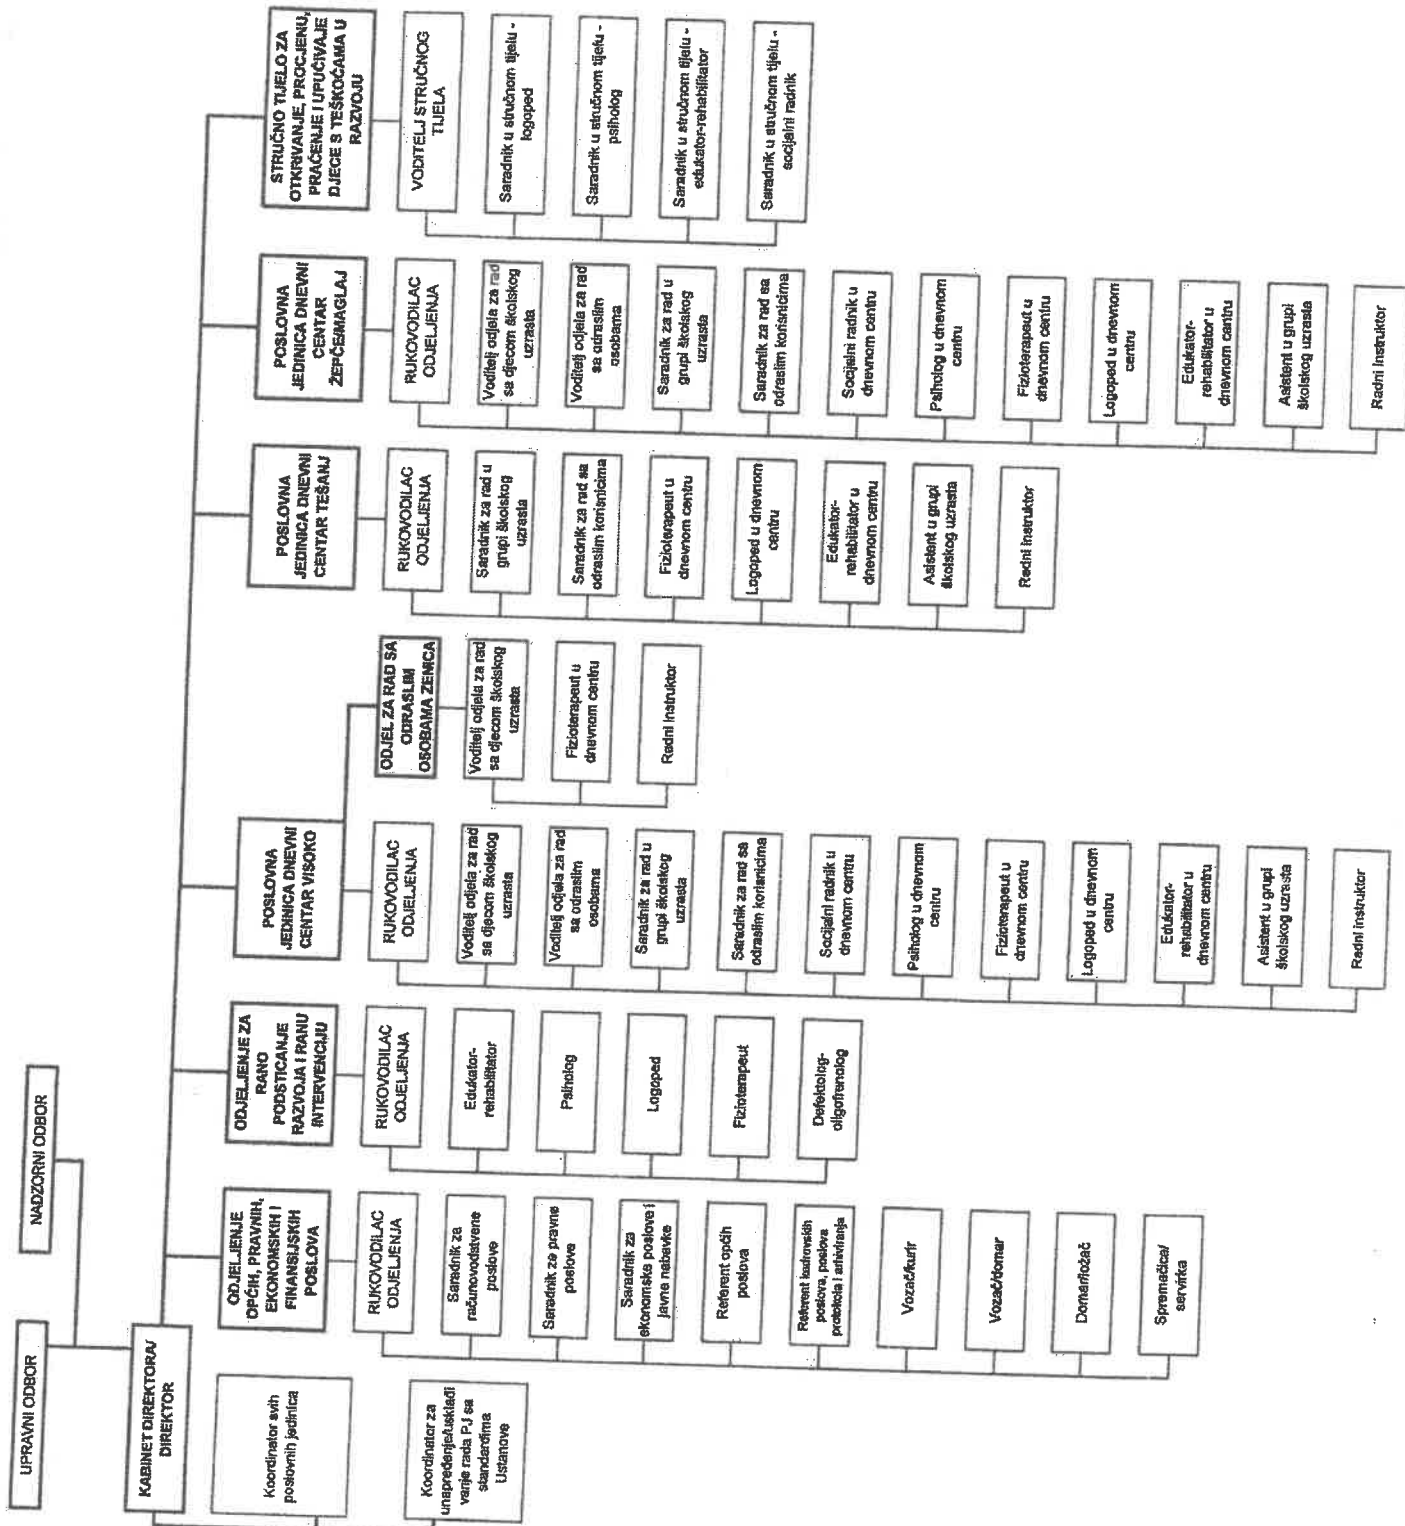 UPRAVNI ODBOR
NADZORNI ODBOR
KABINET DIREKTORA/
DIREKTOR
Koordinator svih
poslovnih jedinica
Koordinator za
unapređenje/uskladi
vanje rada PJ sa
standardima
Ustanove
ODJELJENJE
OPĆIH, PRAVNIH,
EKONOMSKIH I
FINANSIJSKIH
POSLOVA
RUKOVODILAC
ODJELJENJA
Saradnik za
računovodstvene
poslove
Saradnik za pravne
poslove
Saradnik za
ekonomske poslove i
javne nabavke
Referent općih
poslova
Referent kadrovskih
poslova, poslova
protokola i arhiviranja
Vozač/kurir
Vozač/domar
Domar/ložač
Spremačica/
servirka
ODJELJENJE ZA
RANO
PODSTICANJE
RAZVOJA I RANU
INTERVENCIJU
RUKOVODILAC
ODJELJENJA
Edukator-
rehabilitator
Psiholog
Logoped
Fizioterapeut
Defektolog-
oligofrenolog
POSLOVNA
JEDINICA DNEVNI
CENTAR VISOKO
RUKOVODILAC
ODJELJENJA
Voditelj odjela za rad
sa djecom školskog
uzrasta
Voditelj odjela za rad
sa odraslim
osobama
Saradnik za rad u
grupi školskog
uzrasta
Saradnik za rad sa
odraslim korisnicima
Socijalni radnik u
dnevnom centru
Psiholog u dnevnom
centru
Fizioterapeut u
dnevnom centru
Logoped u dnevnom
centru
Edukator-
rehabilitator u
dnevnom centru
Asistent u grupi
školskog uzrasta
Radni instruktor
ODJEL ZA RAD SA
ODRASLIM
OSOBAMA ZENICA
Voditelj odjela za rad
sa djecom školskog
uzrasta
Fizioterapeut u
dnevnom centru
Radni instruktor
POSLOVNA
JEDINICA DNEVNI
CENTAR TEŠANJ
RUKOVODILAC
ODJELJENJA
Saradnik za rad u
grupi školskog
uzrasta
Saradnik za rad sa
odraslim korisnicima
Fizioterapeut u
dnevnom centru
Logoped u dnevnom
centru
Edukator-
rehabilitator u
dnevnom centru
Asistent u grupi
školskog uzrasta
Radni instruktor
POSLOVNA
JEDINICA DNEVNI
CENTAR
ŽEPČE/MAGLAJ
RUKOVODILAC
ODJELJENJA
Voditelj odjela za rad
sa djecom školskog
uzrasta
Voditelj odjela za rad
sa odraslim
osobama
Saradnik za rad u
grupi školskog
uzrasta
Saradnik za rad sa
odraslim korisnicima
Socijalni radnik u
dnevnom centru
Psiholog u dnevnom
centru
Fizioterapeut u
dnevnom centru
Logoped u dnevnom
centru
Edukator-
rehabilitator u
dnevnom centru
Asistent u grupi
školskog uzrasta
Radni instruktor
STRUČNO TIJELO ZA
OTKRIVANJE, PROCJENU,
PRAĆENJE I UPUĆIVAJE
DJECE S TEŠKOĆAMA U
RAZVOJU
VODITELJ STRUČNOG
TIJELA
Saradnik u stručnom tijelu -
logoped
Saradnik u stručnom tijelu -
psiholog
Saradnik u stručnom tijelu -
edukator-rehabilitator
Saradnik u stručnom tijelu -
socijalni radnik